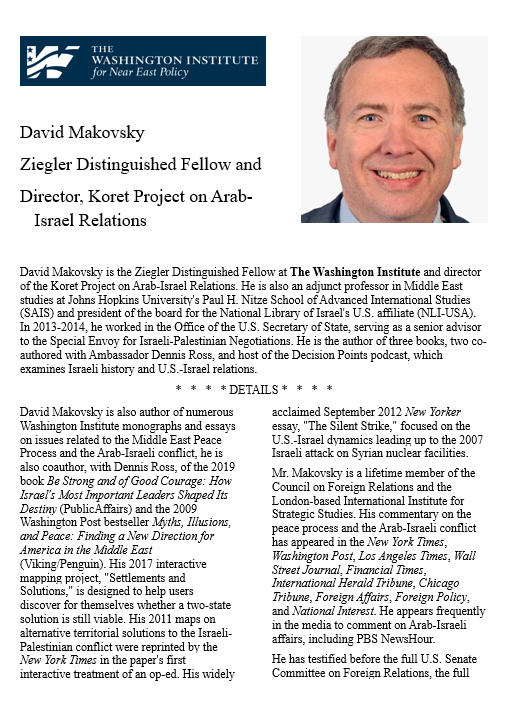 THE
WASHINGTON INSTITUTE
for Near East Policy
David Makovsky
Ziegler Distinguished Fellow and
Director, Koret Project on Arab-
Israel Relations
David Makovsky is the Ziegler Distinguished Fellow at The Washington Institute and director
of the Koret Project on Arab-Israel Relations. He is also an adjunct professor in Middle East
studies at Johns Hopkins University's Paul H. Nitze School of Advanced International Studies
(SAIS) and president of the board for the National Library of Israel's U.S. affiliate (NLI-USA).
In 2013-2014, he worked in the Office of the U.S. Secretary of State, serving as a senior advisor
to the Special Envoy for Israeli-Palestinian Negotiations. He is the author of three books, two co-
authored with Ambassador Dennis Ross, and host of the Decision Points podcast, which
examines Israeli history and U.S.-Israel relations.
* * * * DETAILS * * * *
David Makovsky is also author of numerous
Washington Institute monographs and essays
on issues related to the Middle East Peace
Process and the Arab-Israeli conflict, he is
also coauthor, with Dennis Ross, of the 2019
book Be Strong and of Good Courage: How
Israel's Most Important Leaders Shaped Its
Destiny (PublicAffairs) and the 2009
Washington Post bestseller Myths, Illusions,
and Peace: Finding a New Direction for
America in the Middle East
(Viking/Penguin). His 2017 interactive
mapping project, "Settlements and
Solutions," is designed to help users
discover for themselves whether a two-state
solution is still viable. His 2011 maps on
alternative territorial solutions to the Israeli-
Palestinian conflict were reprinted by the
New York Times in the paper's first
interactive treatment of an op-ed. His widely
acclaimed September 2012 New Yorker
essay, "The Silent Strike," focused on the
U.S.-Israel dynamics leading up to the 2007
Israeli attack on Syrian nuclear facilities.
Mr. Makovsky is a lifetime member of the
Council on Foreign Relations and the
London-based International Institute for
Strategic Studies. His commentary on the
peace process and the Arab-Israeli conflict
has appeared in the New York Times,
Washington Post, Los Angeles Times, Wall
Street Journal, Financial Times,
International Herald Tribune, Chicago
Tribune, Foreign Affairs, Foreign Policy,
and National Interest. He appears frequently
in the media to comment on Arab-Israeli
affairs, including PBS NewsHour.
He has testified before the full U.S. Senate
Committee on Foreign Relations, the full